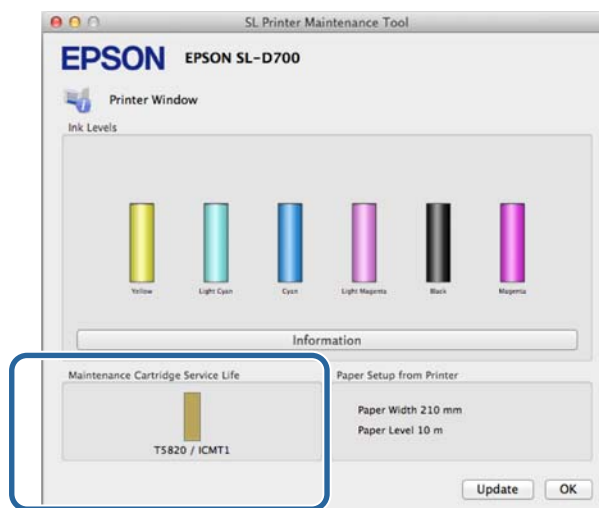 SL Printer Maintenance Tool
EPSON EPSON SL-D700
Printer Window
Ink Levels
Yellow Light Cyan Cyan Light Magenta Black Magenta
Information
Maintenance Cartridge Service Life Paper Setup from Printer
Paper Width 210 mm
Paper Level 10 m
T5820 / ICMT1
Update OK